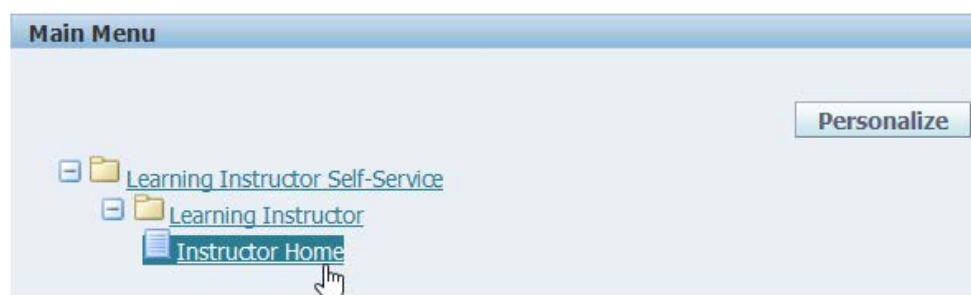 Main Menu
Personalize
Learning Instructor Self-Service
Learning Instructor
Instructor Home